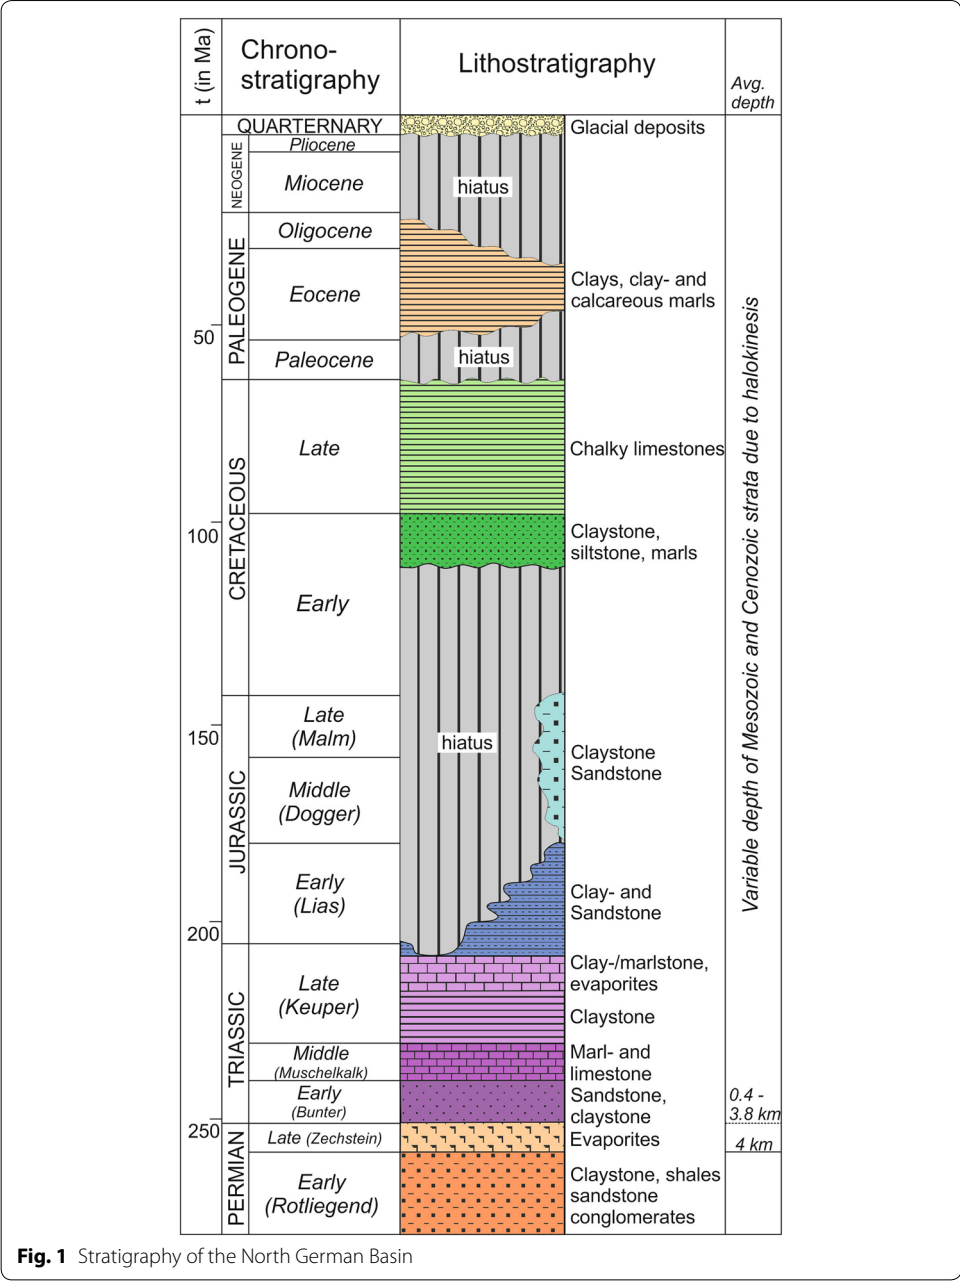 t (in Ma)
Chrono-
stratigraphy
Lithostratigraphy
Avg.
depth
QUARTERNARY
Glacial deposits
NEOGENE
Pliocene
Miocene
hiatus
PALEOGENE
Oligocene
Eocene
Clays, clay- and
calcareous marls
50
Paleocene
hiatus
CRETACEOUS
Late
Chalky limestones
100
Claystone,
siltstone, marls
Early
Variable depth of Mesozoic and Cenozoic strata due to halokinesis
JURASSIC
Late
(Malm)
150
hiatus
Claystone
Sandstone
Middle
(Dogger)
Early
(Lias)
Clay- and
Sandstone
200
TRIASSIC
Late
(Keuper)
Clay-/marlstone,
evaporites
Claystone
Middle
(Muschelkalk)
Marl- and
limestone
Early
(Bunter)
Sandstone,
claystone
0.4 -
3.8 km
250
PERMIAN
Late (Zechstein)
Evaporites
4 km
Early
(Rotliegend)
Claystone, shales
sandstone
conglomerates
Fig. 1 Stratigraphy of the North German Basin